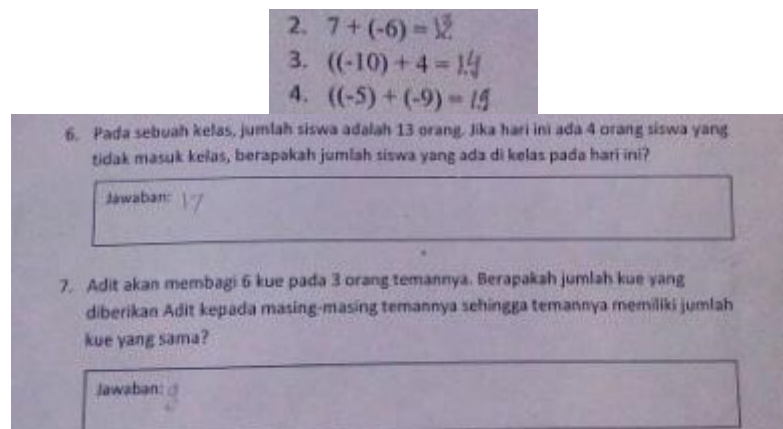 2. 7 + (-6) = 13
3. ((-10) + 4 = 14
4. ((-5) + (-9) = 14
6. Pada sebuah kelas, jumlah siswa adalah 13 orang. Jika hari ini ada 4 orang siswa yang
tidak masuk kelas, berapakah jumlah siswa yang ada di kelas pada hari ini?
Jawaban: 17
7. Adit akan membagi 6 kue pada 3 orang temannya. Berapakah jumlah kue yang
diberikan Adit kepada masing-masing temannya sehingga temannya memiliki jumlah
kue yang sama?
Jawaban: 9